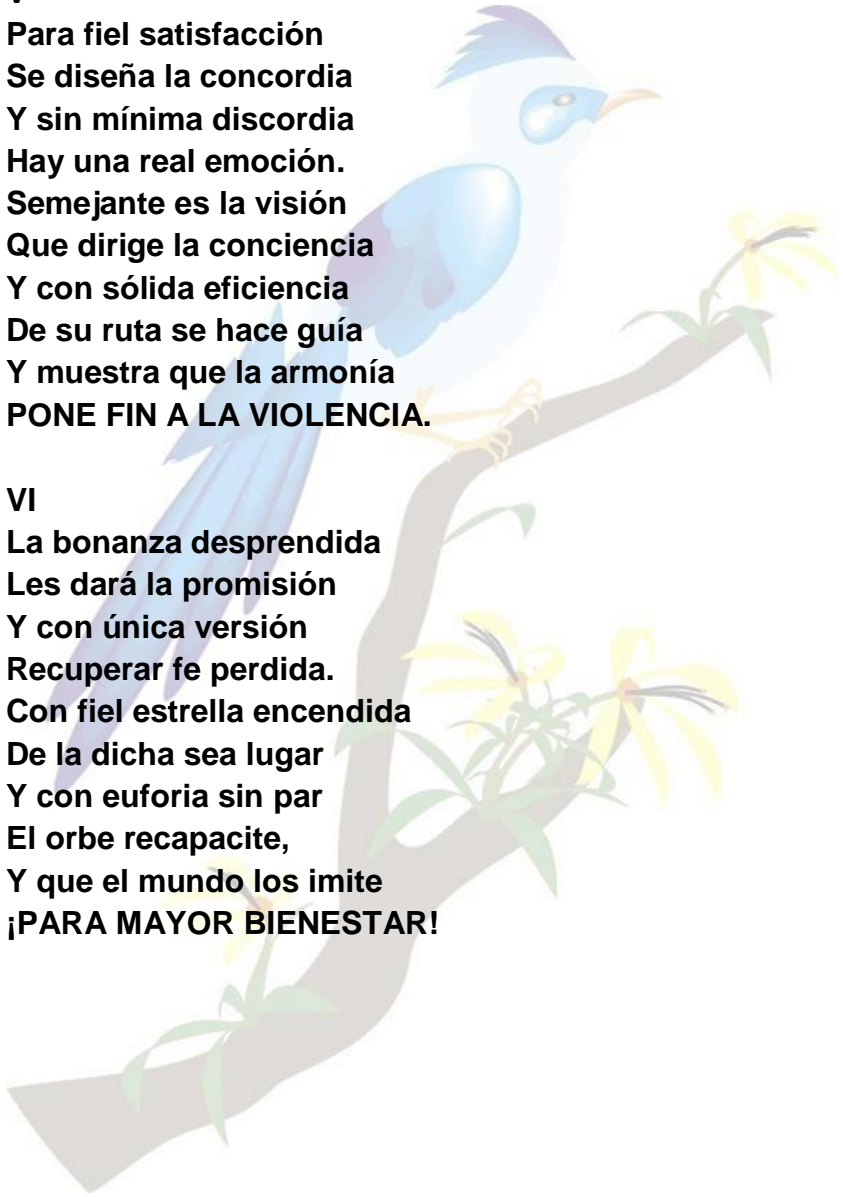 Para fiel satisfacción
Se diseña la concordia
Y sin mínima discordia
Hay una real emoción.
Semejante es la visión
Que dirige la conciencia
Y con sólida eficiencia
De su ruta se hace guía
Y muestra que la armonía
PONE FIN A LA VIOLENCIA.
VI
La bonanza desprendida
Les dará la promisión
Y con única versión
Recuperar fe perdida.
Con fiel estrella encendida
De la dicha sea lugar
Y con euforia sin par
El orbe recapacite,
Y que el mundo los imite
¡PARA MAYOR BIENESTAR!